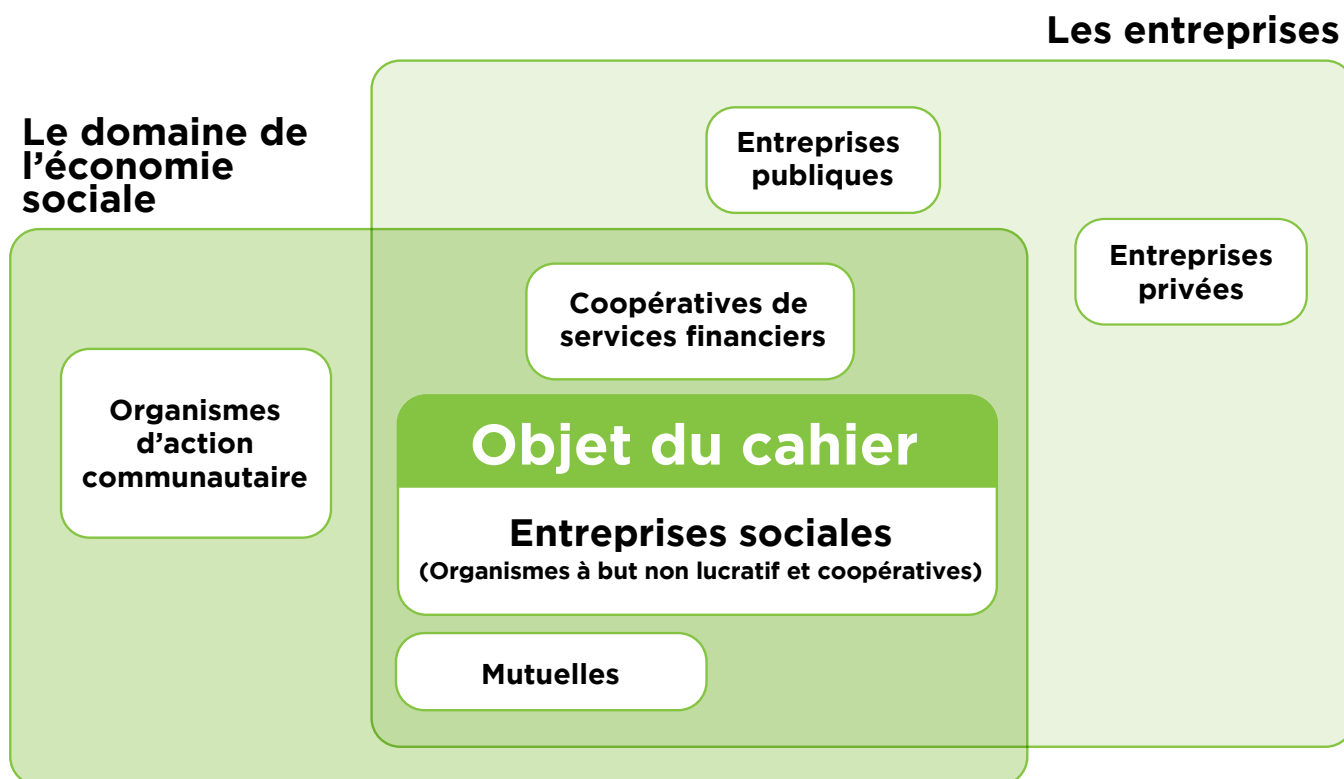 Les entreprises
Le domaine de
l’économie
sociale
Entreprises
publiques
Entreprises
privées
Coopératives de
services financiers
Organismes
d’action
communautaire
Objet du cahier
Entreprises sociales
(Organismes à but non lucratif et coopératives)
Mutuelles